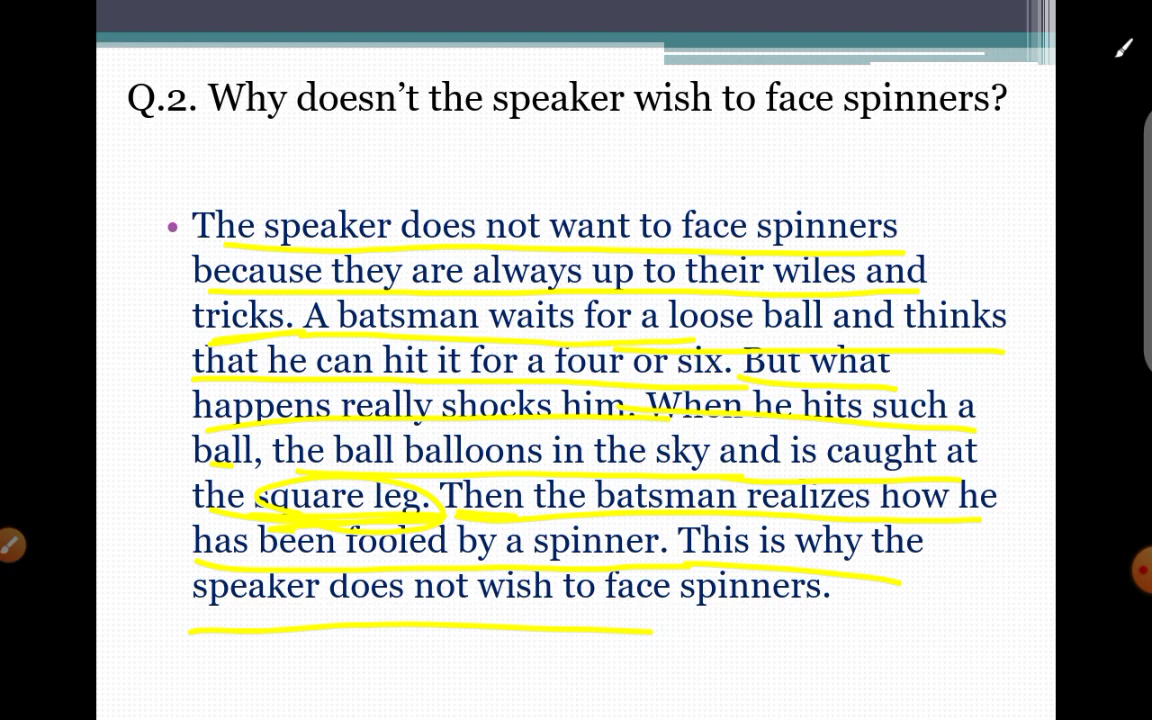 Q.2. Why doesn’t the speaker wish to face spinners?
• The speaker does not want to face spinners
because they are always up to their wiles and
tricks. A batsman waits for a loose ball and thinks
that he can hit it for a four or six. But what
happens really shocks him. When he hits such a
ball, the ball balloons in the sky and is caught at
the square leg. Then the batsman realizes how he
has been fooled by a spinner. This is why the
speaker does not wish to face spinners.